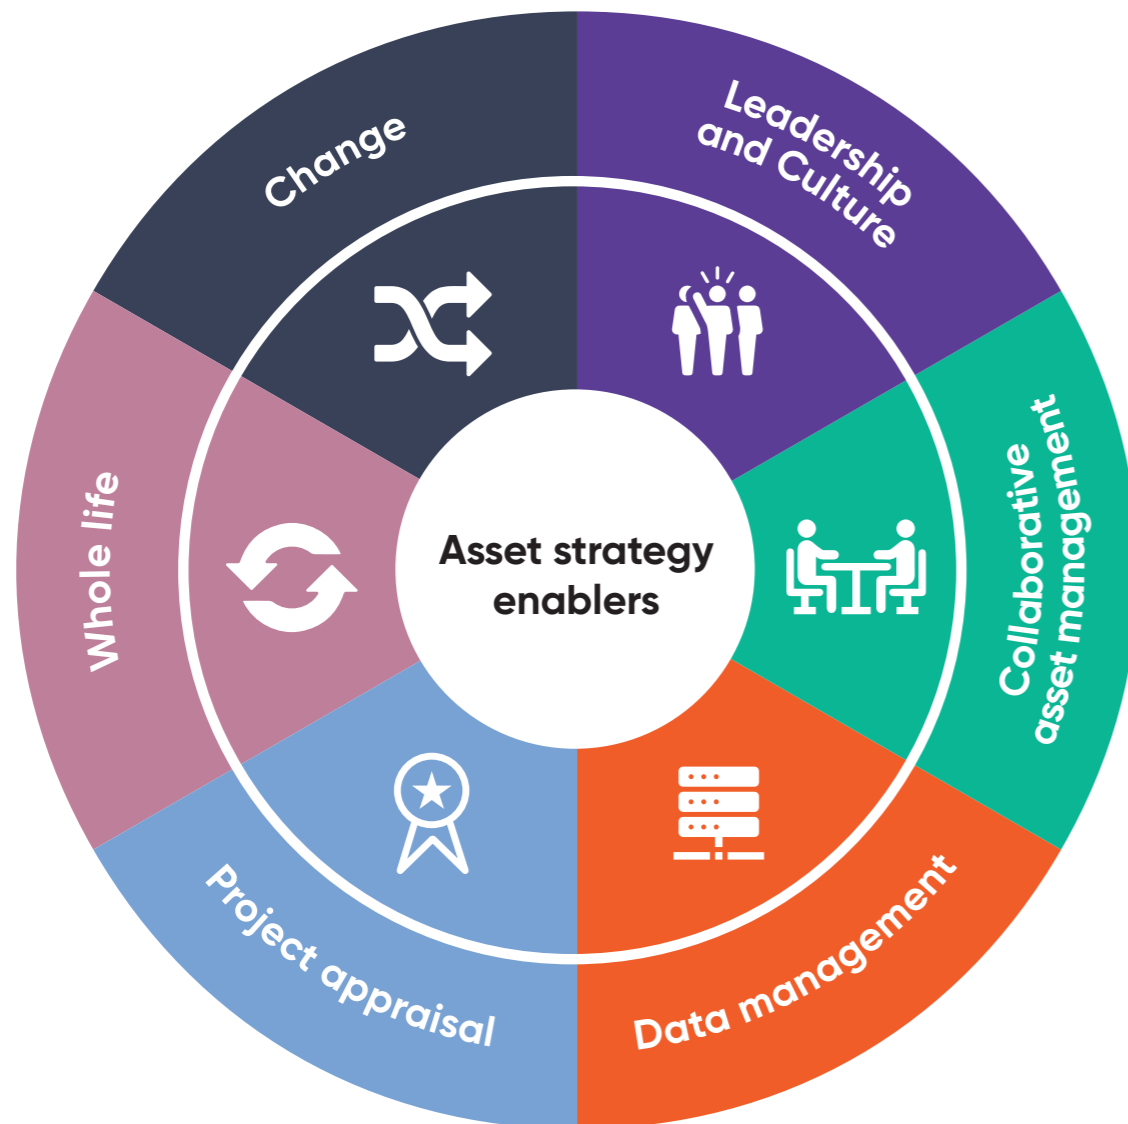 Asset strategy
enablers
Leadership
and Culture
Collaborative
asset management
Data management
Project appraisal
Whole life
Change